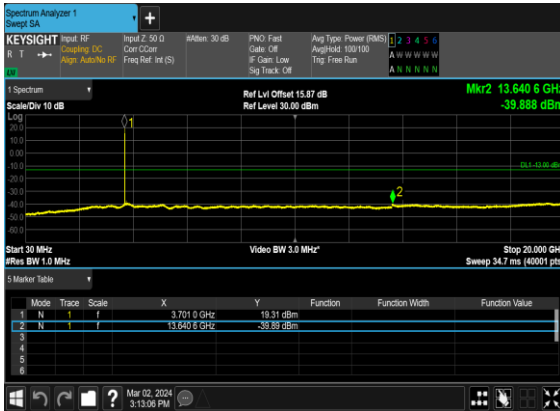 Spectrum Analyzer 1
Swept SA
+
KEYSIGHT Input: RF Input Z: 50 Ω #Atten: 30 dB PNO: Fast Avg Type: Power (RMS) 1 2 3 4 5 6
R T Coupling: DC Corr CCorr Gate: Off Avg|Hold: 100/100 A W W W W W
Align: Auto/No RF Freq Ref: Int (S) IF Gain: Low Trig: Free Run
LXI Sig Track: Off A N N N N N
1 Spectrum Ref Lvl Offset 15.87 dB Mkr2 13.640 6 GHz
Scale/Div 10 dB Ref Level 30.00 dBm -39.888 dBm
Log
1
20.0
10.0
0.00
-10.0
DL1 -13.00 dBm
-20.0
-30.0
2
-40.0
-50.0
-60.0
Start 30 MHz Video BW 3.0 MHz* Stop 20.000 GHz
#Res BW 1.0 MHz Sweep 34.7 ms (40001 pts)
5 Marker Table
Mode Trace Scale X Y Function Function Width Function Value
1 N 1 f 3.701 0 GHz 19.31 dBm
2 N 1 f 13.640 6 GHz -39.89 dBm
3
4
5
6
? Mar 02, 2024
3:13:06 PM